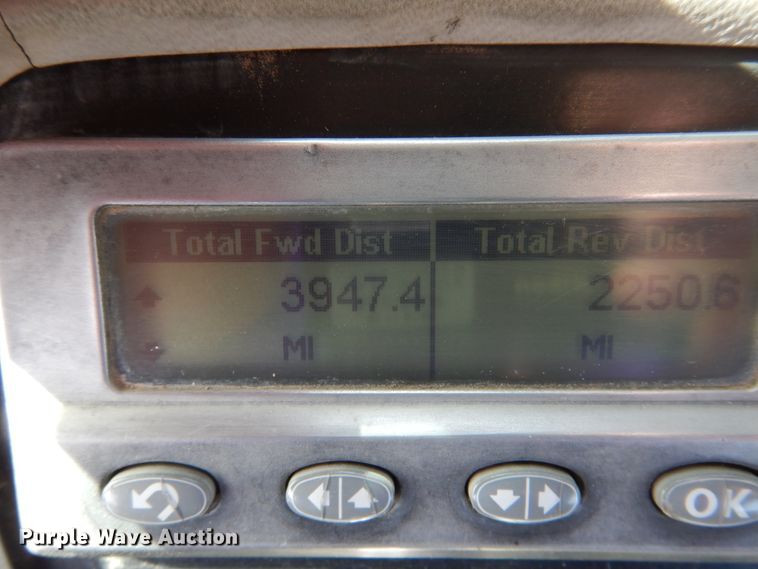 Total Fwd Dist Total Rev Dist
3947.4 2250.6
MI MI
OK
Purple Wave Auction